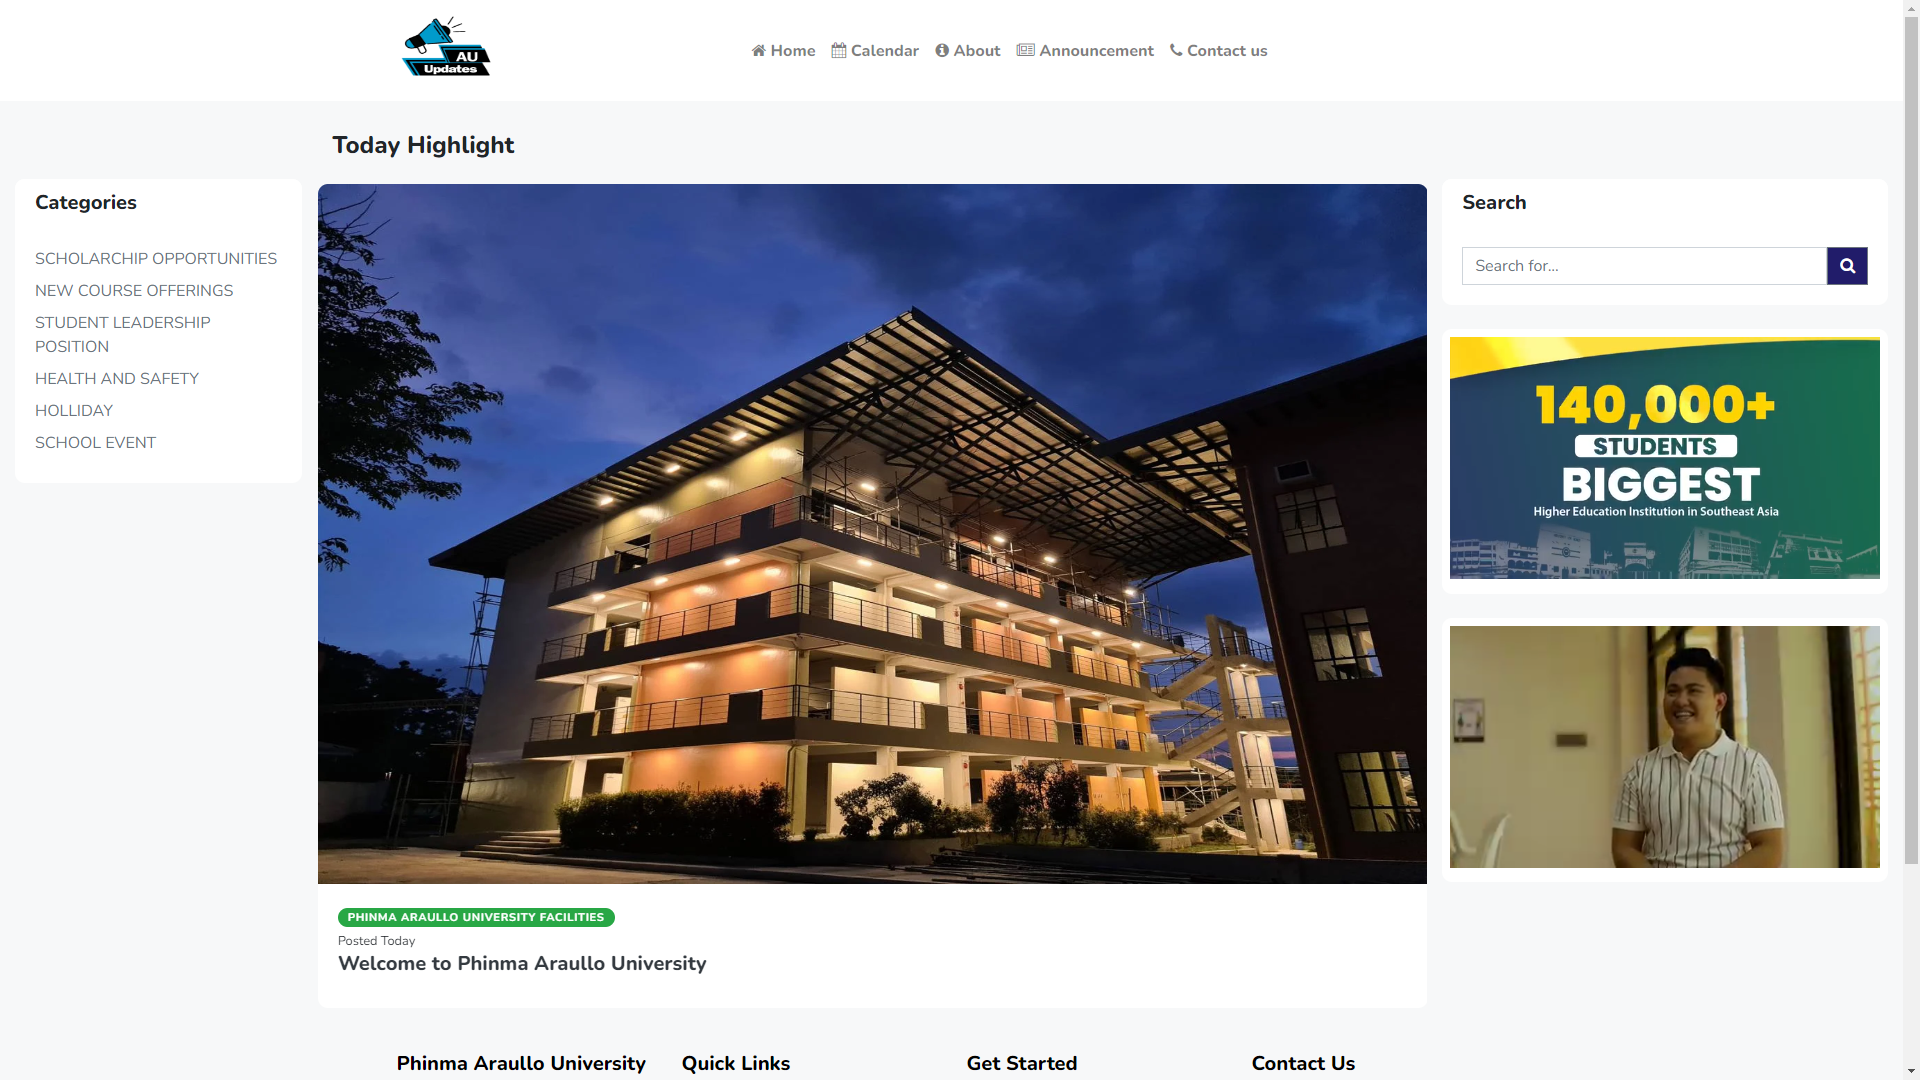 AU
Updates
Home
Calendar
About
Announcement
Contact us
Today Highlight
Categories
SCHOLARCHIP OPPORTUNITIES
NEW COURSE OFFERINGS
STUDENT LEADERSHIP
POSITION
HEALTH AND SAFETY
HOLLIDAY
SCHOOL EVENT
PHINMA ARAULLO UNIVERSITY FACILITIES
Posted Today
Welcome to Phinma Araullo University
Search
Search for...
140,000+
STUDENTS
BIGGEST
Higher Education Institution in Southeast Asia
Phinma Araullo University
Quick Links
Get Started
Contact Us